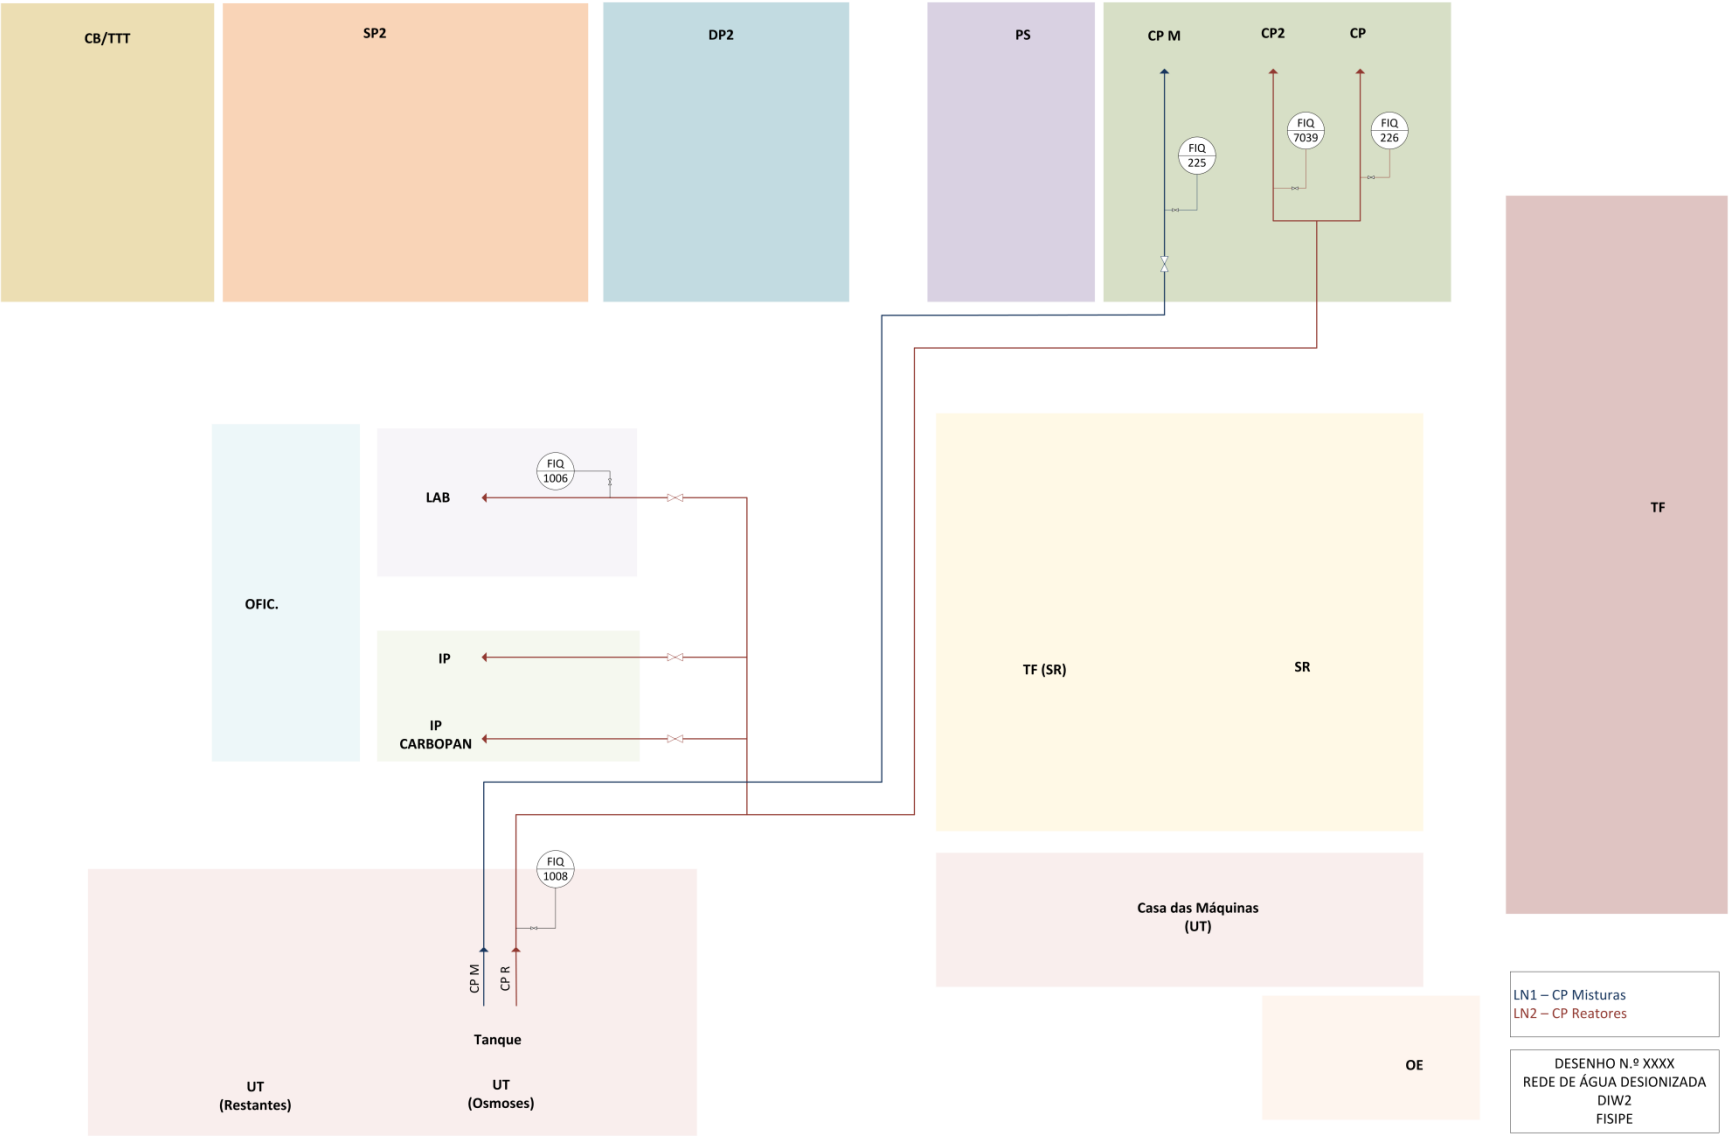 CB/TTT
SP2
DP2
PS
CP M
CP2
CP
FIQ
7039
FIQ
226
FIQ
225
FIQ
1006
LAB
TF
OFIC.
IP
TF (SR)
SR
IP
CARBOPAN
FIQ
1008
Casa das Máquinas
(UT)
CP M
CP R
LN1 – CP Misturas
LN2 – CP Reatores
Tanque
UT
(Restantes)
UT
(Osmoses)
OE
DESENHO N.º XXXX
REDE DE ÁGUA DESIONIZADA
DIW2
FISIPE